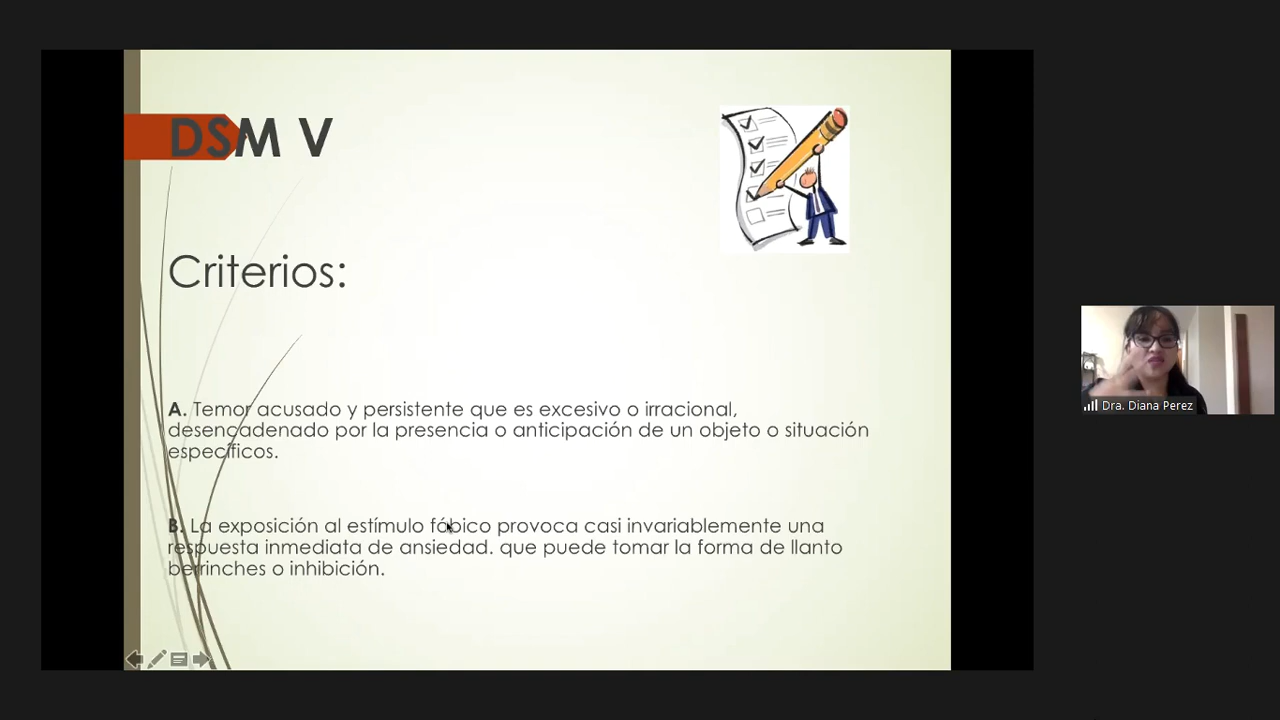 DSM V
Criterios:
A. Temor acusado y persistente que es excesivo o irracional,
desencadenado por la presencia o anticipación de un objeto o situación
específicos.
B. La exposición al estímulo fóbico provoca casi invariablemente una
respuesta inmediata de ansiedad. que puede tomar la forma de llanto
berrinches o inhibición.
Dra. Diana Perez